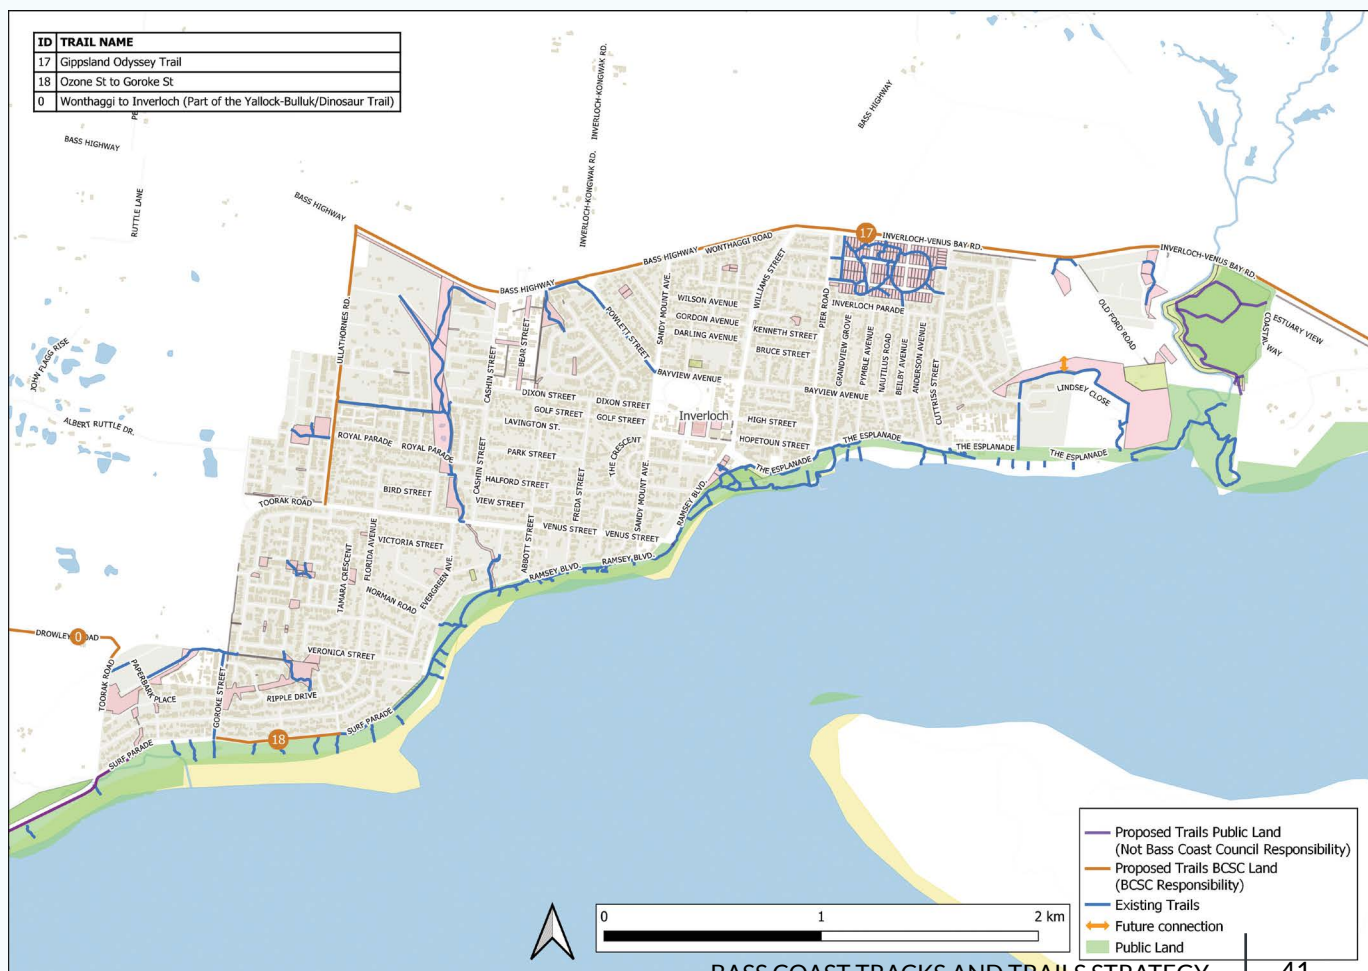 ID TRAIL NAME
17 Gippsland Odyssey Trail
18 Ozone St to Goroke St
0 Wonthaggi to Inverloch (Part of the Yallock-Bulluk/Dinosaur Trail)
BASS HIGHWAY
RUTTLE LANE
BASS HIGHWAY
INVERLOCH-KONGWAK RD.
INVERLOCH-KONGWAK RD.
BASS HIGHWAY
17
INVERLOCH-VENUS BAY RD.
INVERLOCH-VENUS BAY RD.
BASS HIGHWAY
WONTHAGGI ROAD
BASS HIGHWAY
ULLATHORNES RD.
SANDY MOUNT AVE.
WILLIAMS STREET
PIER ROAD
INVERLOCH PARADE
WILSON AVENUE
GORDON AVENUE
DARLING AVENUE
KENNETH STREET
BRUCE STREET
POWLETT STREET
BAYVIEW AVENUE
BAYVIEW AVENUE
GRANDVIEW GROVE
PYMBLE AVENUE
NAUTILUS ROAD
BEILBY AVENUE
ANDERSON AVENUE
CUTTRISS STREET
OLD FORD ROAD
COASTAL WAY
ESTUARY VIEW
LINDSEY CLOSE
JOHN FLAGG RISE
ALBERT RUTTLE DR.
CASHIN STREET
BEAR STREET
DIXON STREET
DIXON STREET
GOLF STREET
GOLF STREET
LAVINGTON ST.
Inverloch
HIGH STREET
HOPETOUN STREET
THE ESPLANADE
THE ESPLANADE
THE ESPLANADE
THE ESPLANADE
ROYAL PARADE
ROYAL PARADE
PARK STREET
THE CRESCENT
CASHIN STREET
HALFORD STREET
BIRD STREET
VIEW STREET
FREDA STREET
SANDY MOUNT AVE.
RAMSEY BLVD.
TOORAK ROAD
VENUS STREET
VENUS STREET
VICTORIA STREET
ABBOTT STREET
RAMSEY BLVD.
RAMSEY BLVD.
TAMARA CRESCENT
FLORIDA AVENUE
EVERGREEN AVE.
NORMAN ROAD
0
VERONICA STREET
TOORAK ROAD
PAPERBARK PLACE
GOROKE STREET
RIPPLE DRIVE
SURF PARADE
18
SURF PARADE
Proposed Trails Public Land
(Not Bass Coast Council Responsibility)
Proposed Trails BCSC Land
(BCSC Responsibility)
Existing Trails
Future connection
Public Land
0 1 2 km
BASS COAST TRACKS AND TRAILS STRATEGY 41